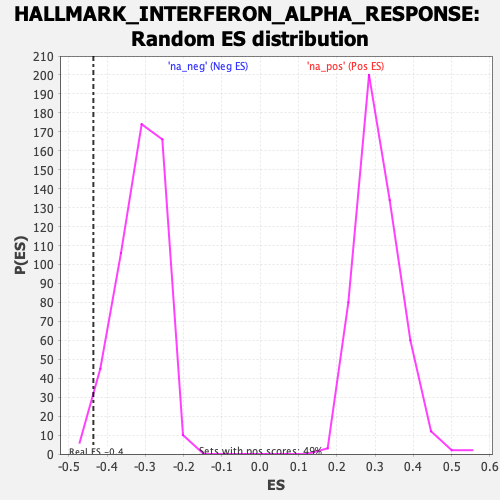 HALLMARK_INTERFERON_ALPHA_RESPONSE:
Random ES distribution
'na_neg' (Neg ES)
'na_pos' (Pos ES)
P(ES)
210
200
190
180
170
160
150
140
130
120
110
100
90
80
70
60
50
40
30
20
10
0
Real ES -0.4
Sets with pos scores: 49%
-0.5 -0.4 -0.3 -0.2 -0.1 0.0 0.1 0.2 0.3 0.4 0.5 0.6
ES